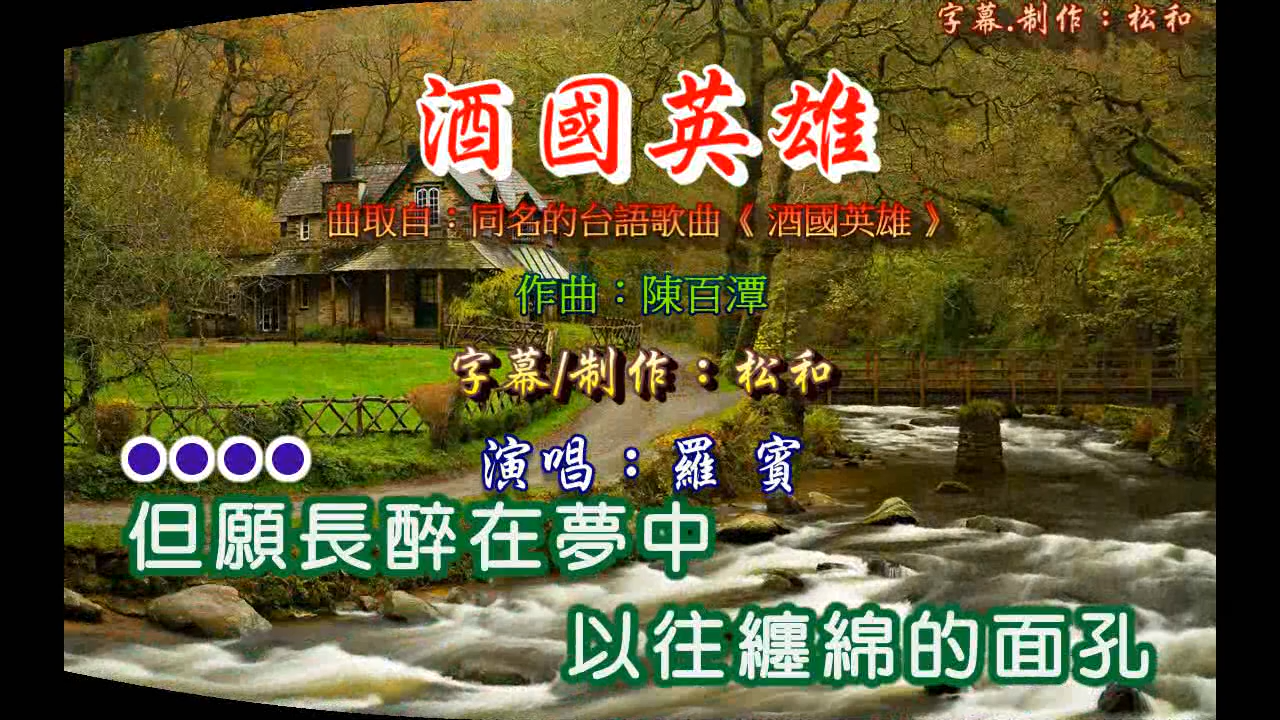 字幕.制作：松和
酒國英雄
曲取自：同名的台語歌曲《 酒國英雄 》
作曲：陳百潭
字幕/制作：松和
演唱：羅 賓
但願長醉在夢中
以往纏綿的面孔